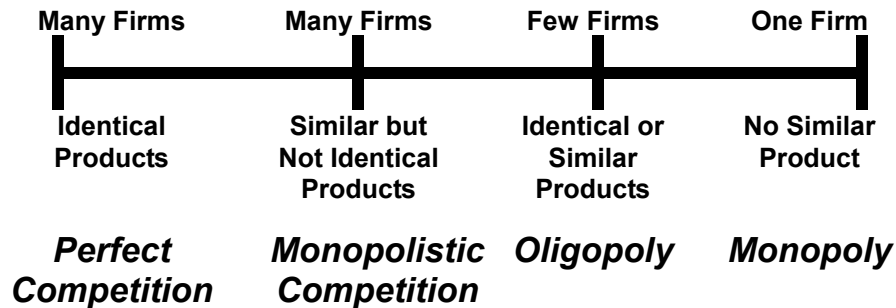 Many Firms Many Firms Few Firms One Firm
Identical Similar but Identical or No Similar
Products Not Identical Similar Product
Products Products
Perfect Monopolistic Oligopoly Monopoly
Competition Competition